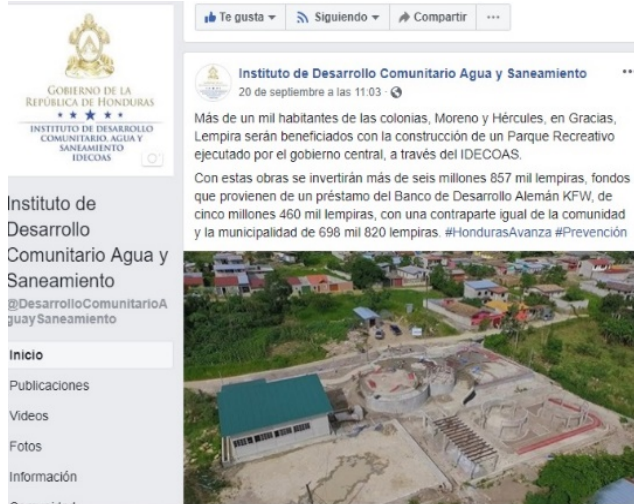 Te gusta Siguiendo Compartir
GOBIERNO DE LA
REPÚBLICA DE HONDURAS
INSTITUTO DE DESARROLLO
COMUNITARIO, AGUA Y
SANEAMIENTO
IDECOAS
Instituto de
Desarrollo
Comunitario Agua y
Saneamiento
@DesarrolloComunitarioA
guaySaneamiento
Inicio
Publicaciones
Videos
Fotos
Información
Instituto de Desarrollo Comunitario Agua y Saneamiento
20 de septiembre a las 11:03 ·
Más de un mil habitantes de las colonias, Moreno y Hércules, en Gracias,
Lempira serán beneficiados con la construcción de un Parque Recreativo
ejecutado por el gobierno central, a través del IDECOAS.
Con estas obras se invertirán más de seis millones 857 mil lempiras, fondos
que provienen de un préstamo del Banco de Desarrollo Alemán KFW, de
cinco millones 460 mil lempiras, con una contraparte igual de la comunidad
y la municipalidad de 698 mil 820 lempiras. #HondurasAvanza #Prevención